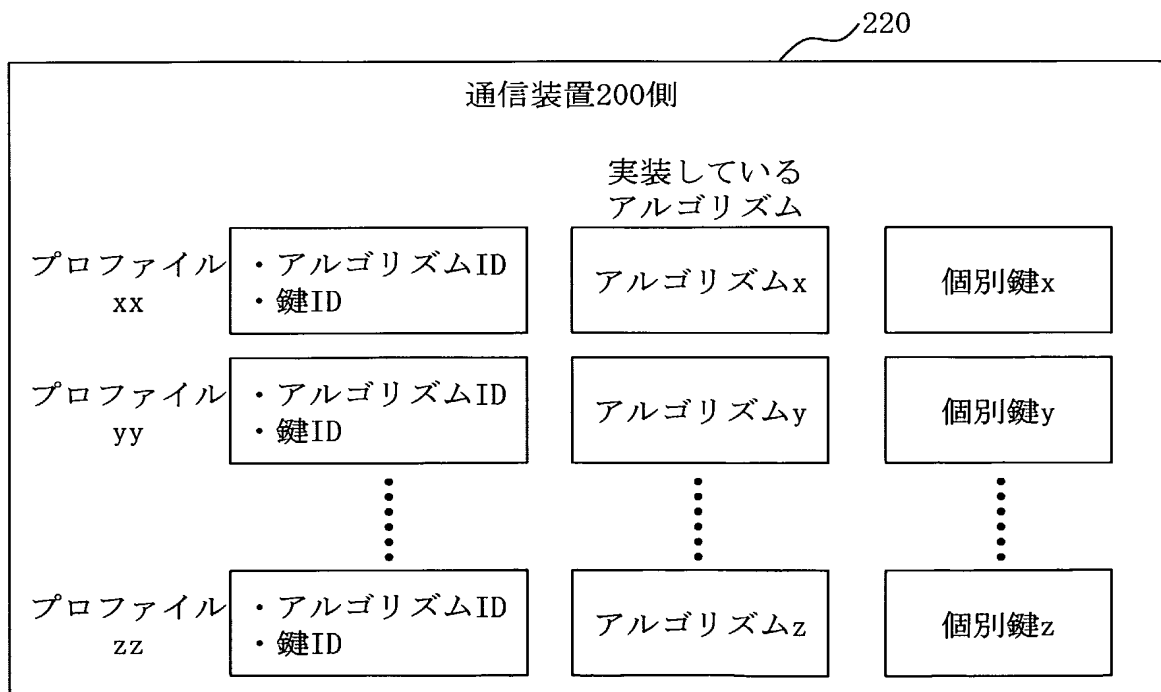 220
通信装置200側
実装している
アルゴリズム
プロファイル
xx
・アルゴリズムID
・鍵ID
アルゴリズムx
個別鍵x
プロファイル
yy
・アルゴリズムID
・鍵ID
アルゴリズムy
個別鍵y
プロファイル
zz
・アルゴリズムID
・鍵ID
アルゴリズムz
個別鍵z